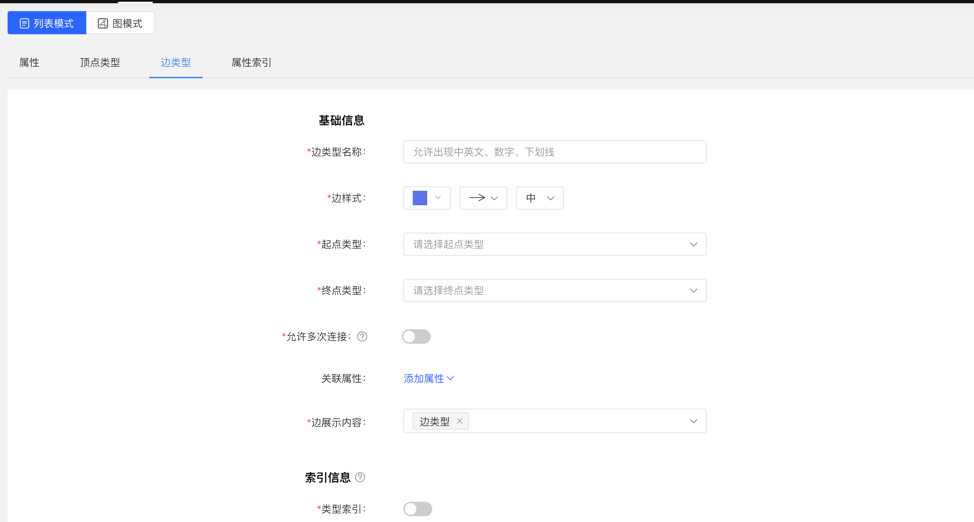 列表模式 图模式
属性 顶点类型 边类型 属性索引
基础信息
*边类型名称: 允许出现中英文、数字、下划线
*边样式: 中
*起点类型: 请选择起点类型
*终点类型: 请选择终点类型
*允许多次连接: ?
关联属性: 添加属性
*边展示内容: 边类型 ×
索引信息 ?
*类型索引: